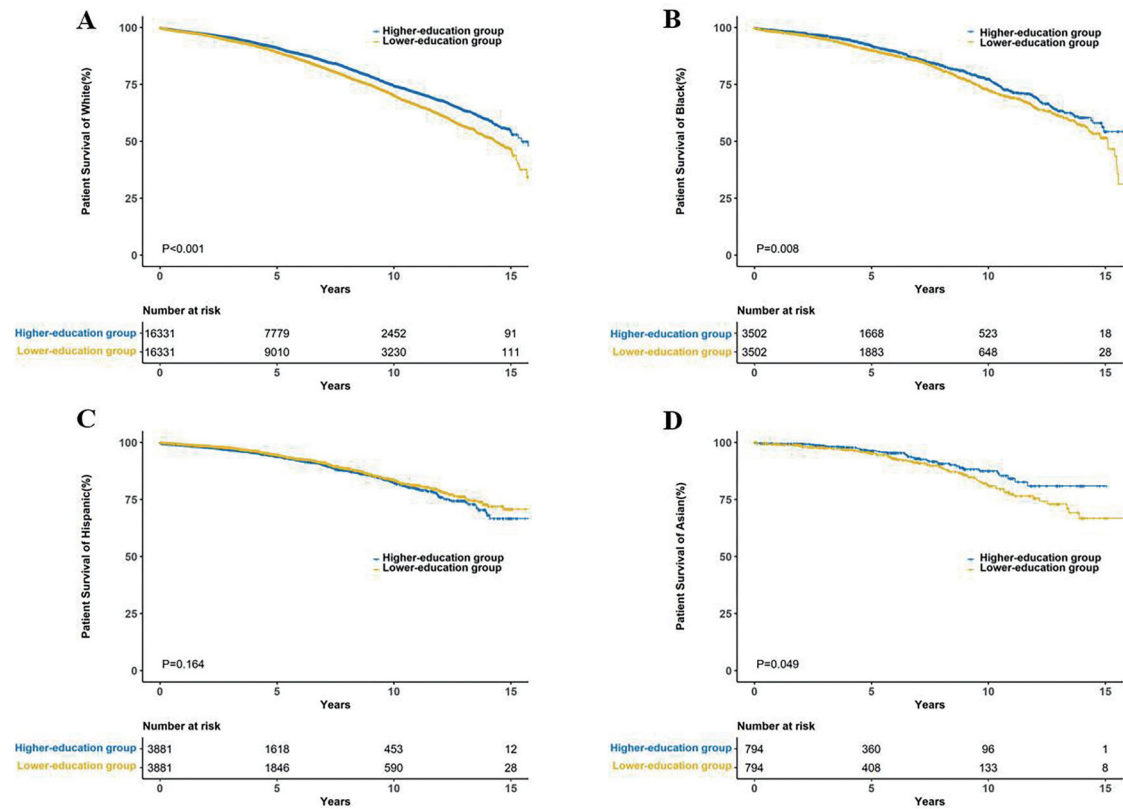 A
Patient Survival of White(%)
100
75
50
25
0
Higher-education group
Lower-education group
P<0.001
0 5 10 15
Years
Number at risk
Higher-education group 16331 7779 2452 91
Lower-education group 16331 9010 3230 111
0 5 10 15
Years
B
Patient Survival of Black(%)
100
75
50
25
0
Higher-education group
Lower-education group
P=0.008
0 5 10 15
Years
Number at risk
Higher-education group 3502 1668 523 18
Lower-education group 3502 1883 648 28
0 5 10 15
Years
C
Patient Survival of Hispanic(%)
100
75
50
25
0
Higher-education group
Lower-education group
P=0.164
0 5 10 15
Years
Number at risk
Higher-education group 3881 1618 453 12
Lower-education group 3881 1846 590 28
0 5 10 15
Years
D
Patient Survival of Asian(%)
100
75
50
25
0
Higher-education group
Lower-education group
P=0.049
0 5 10 15
Years
Number at risk
Higher-education group 794 360 96 1
Lower-education group 794 408 133 8
0 5 10 15
Years